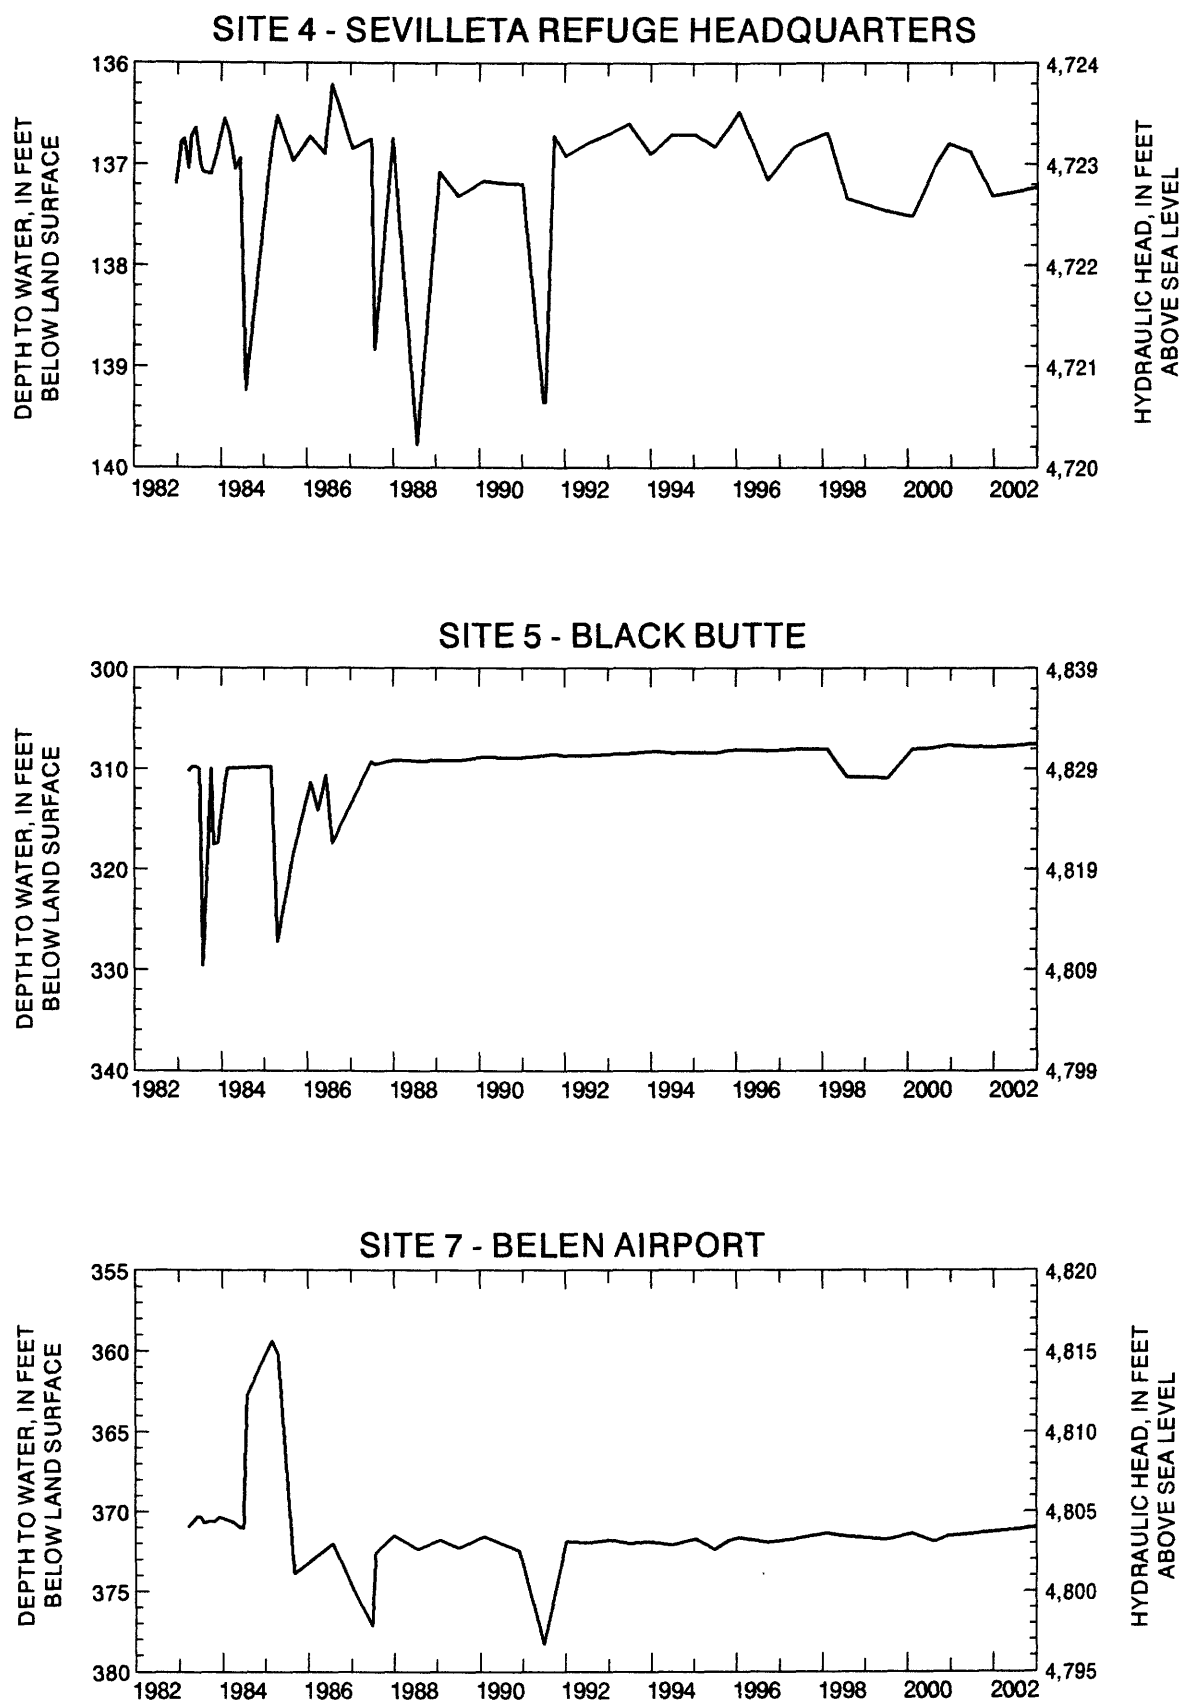 SITE 4 - SEVILLETA REFUGE HEADQUARTERS
DEPTH TO WATER, IN FEET
BELOW LAND SURFACE
136
137
138
139
140
4,724
4,723
4,722
4,721
4,720
HYDRAULIC HEAD, IN FEET
ABOVE SEA LEVEL
1982 1984 1986 1988 1990 1992 1994 1996 1998 2000 2002
SITE 5 - BLACK BUTTE
DEPTH TO WATER, IN FEET
BELOW LAND SURFACE
300
310
320
330
340
4,839
4,829
4,819
4,809
4,799
1982 1984 1986 1988 1990 1992 1994 1996 1998 2000 2002
SITE 7 - BELEN AIRPORT
DEPTH TO WATER, IN FEET
BELOW LAND SURFACE
355
360
365
370
375
380
4,820
4,815
4,810
4,805
4,800
4,795
HYDRAULIC HEAD, IN FEET
ABOVE SEA LEVEL
1982 1984 1986 1988 1990 1992 1994 1996 1998 2000 2002